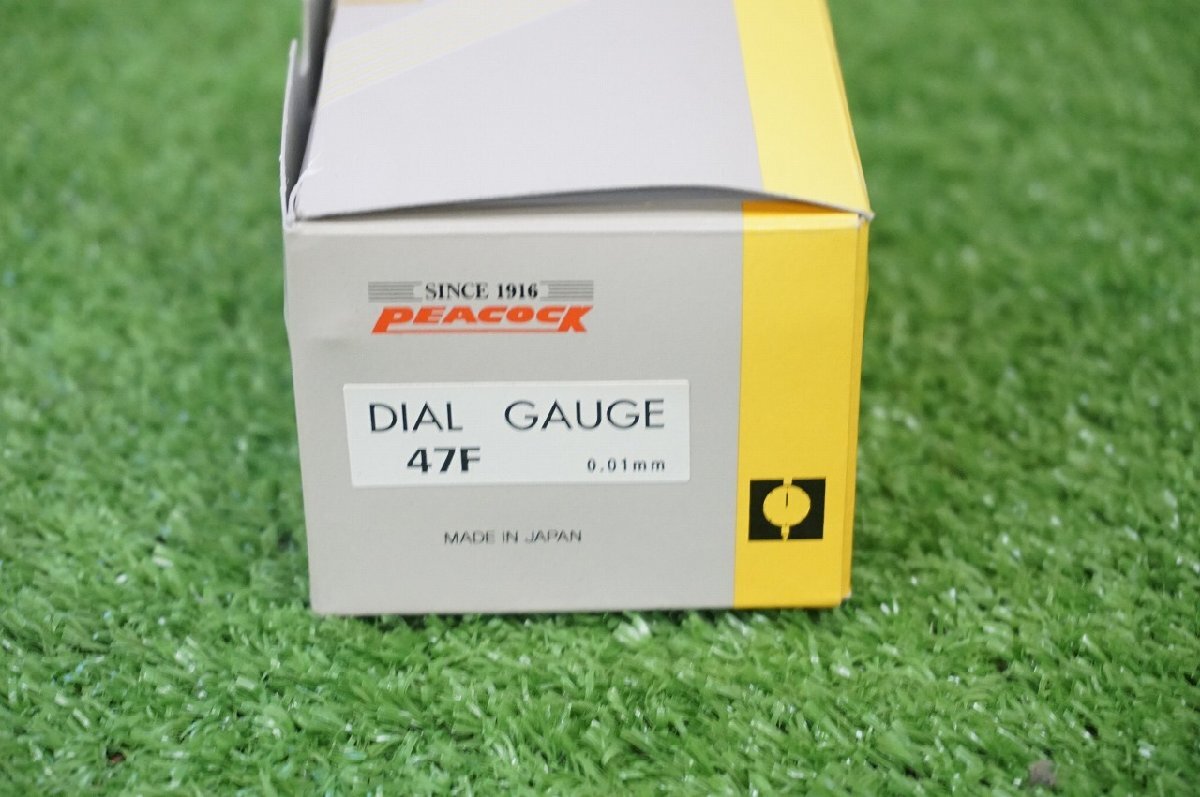 SINCE 1916
PEACOCK
DIAL GAUGE
47F 0.01mm
MADE IN JAPAN